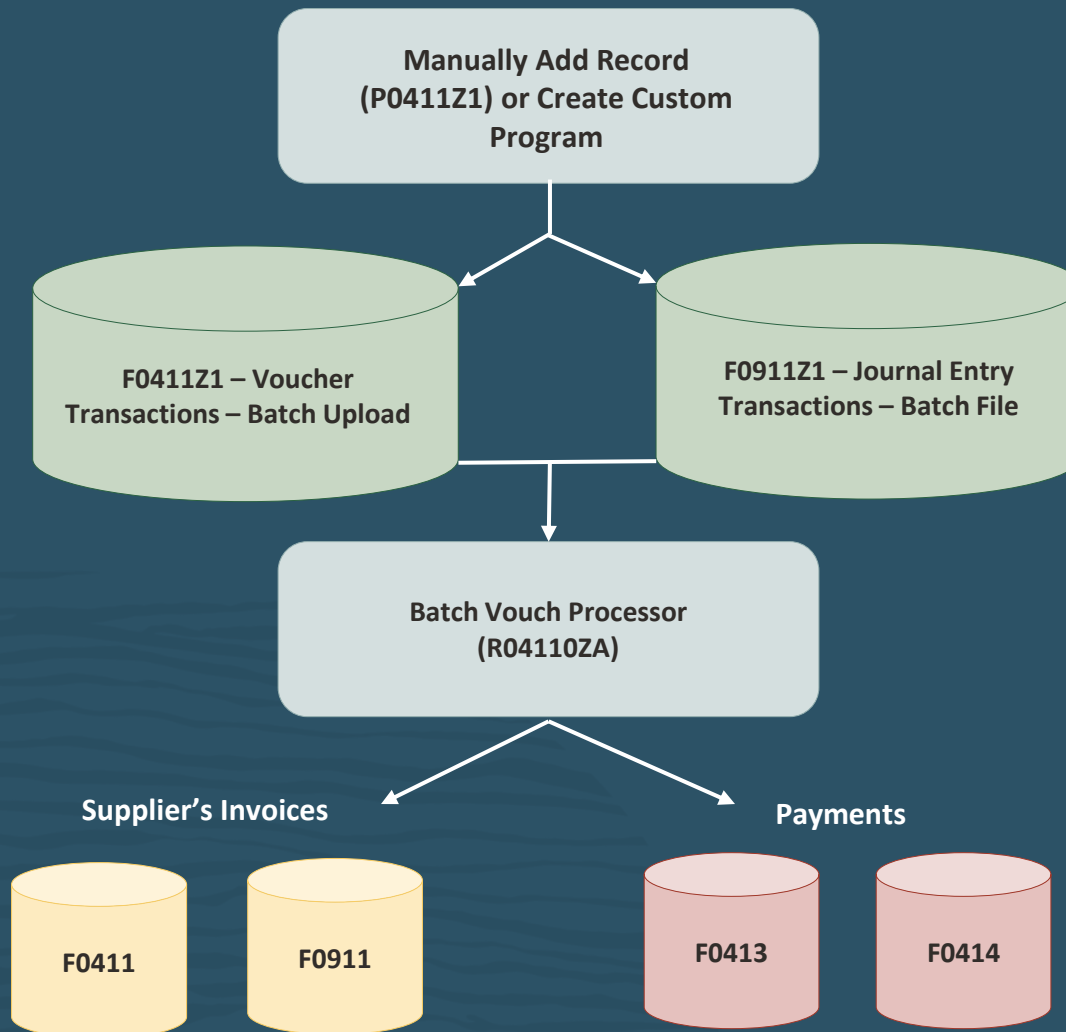 Manually Add Record
(P0411Z1) or Create Custom
Program
F0411Z1 – Voucher
Transactions – Batch Upload
F0911Z1 – Journal Entry
Transactions – Batch File
Batch Vouch Processor
(R04110ZA)
Supplier's Invoices
Payments
F0411
F0911
F0413
F0414